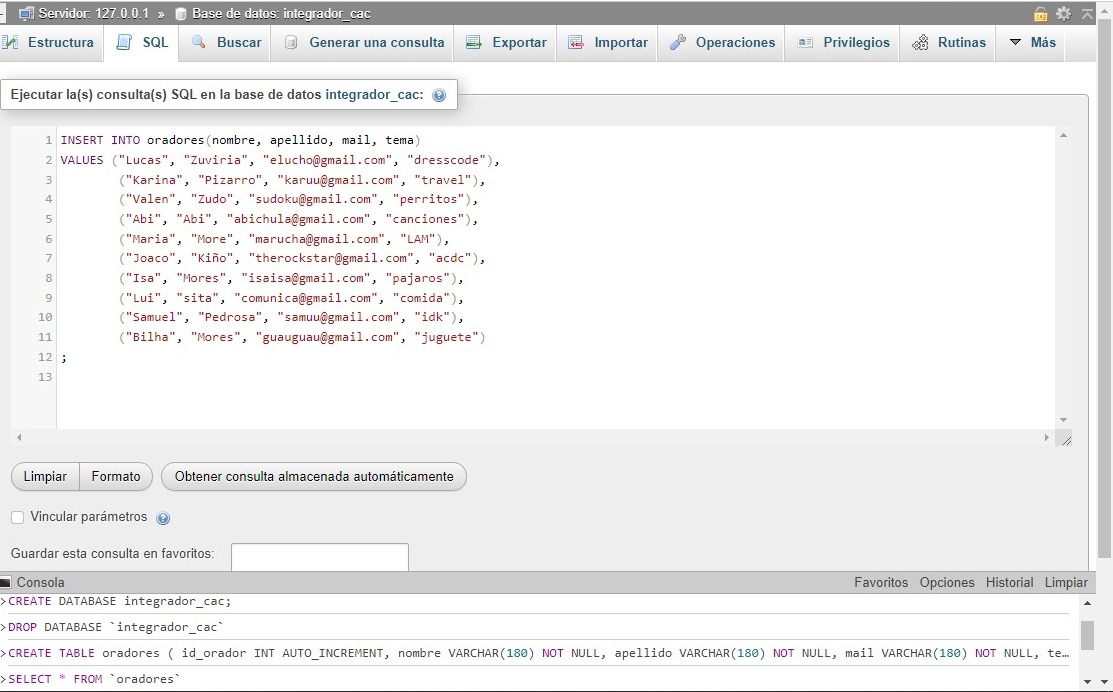 Servidor: 127.0.0.1 » Base de datos: integrador_cac
Estructura SQL Buscar Generar una consulta Exportar Importar Operaciones Privilegios Rutinas Más
Ejecutar la(s) consulta(s) SQL en la base de datos integrador_cac:
1 INSERT INTO oradores(nombre, apellido, mail, tema)
2 VALUES ("Lucas", "Zuviria", "elucho@gmail.com", "dresscode"),
3 ("Karina", "Pizarro", "karuu@gmail.com", "travel"),
4 ("Valen", "Zudo", "sudoku@gmail.com", "perritos"),
5 ("Abi", "Abi", "abichula@gmail.com", "canciones"),
6 ("Maria", "More", "marucha@gmail.com", "LAM"),
7 ("Joaco", "Kiño", "therockstar@gmail.com", "acdc"),
8 ("Isa", "Mores", "isaisa@gmail.com", "pajaros"),
9 ("Lui", "sita", "comunica@gmail.com", "comida"),
10 ("Samuel", "Pedrosa", "samuu@gmail.com", "idk"),
11 ("Bilha", "Mores", "guauguau@gmail.com", "juguete")
12 ;
13
Limpiar Formato Obtener consulta almacenada automáticamente
Vincular parámetros
Guardar esta consulta en favoritos:
Consola Favoritos Opciones Historial Limpiar
>CREATE DATABASE integrador_cac;
>DROP DATABASE `integrador_cac`
>CREATE TABLE oradores ( id_orador INT AUTO_INCREMENT, nombre VARCHAR(180) NOT NULL, apellido VARCHAR(180) NOT NULL, mail VARCHAR(180) NOT NULL, te…
>SELECT * FROM `oradores`